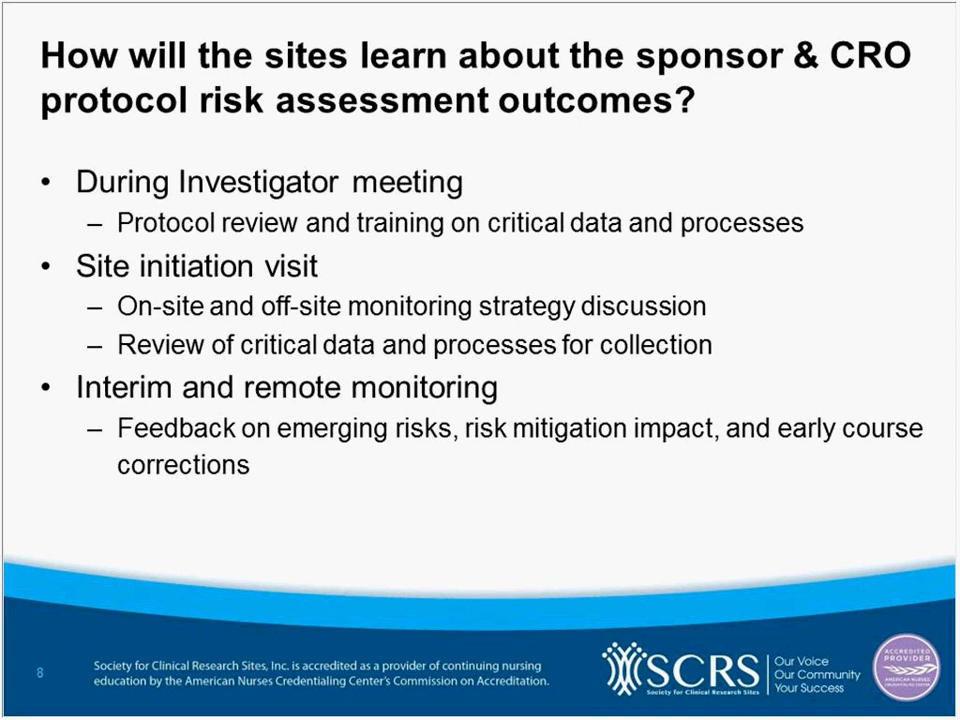 How will the sites learn about the sponsor & CRO
protocol risk assessment outcomes?
• During Investigator meeting
– Protocol review and training on critical data and processes
• Site initiation visit
– On-site and off-site monitoring strategy discussion
– Review of critical data and processes for collection
• Interim and remote monitoring
– Feedback on emerging risks, risk mitigation impact, and early course
corrections
8
Society for Clinical Research Sites, Inc. is accredited as a provider of continuing nursing
education by the American Nurses Credentialing Center's Commission on Accreditation.
SCRS
Society for Clinical Research Sites
Our Voice
Our Community
Your Success
ACCREDITED
PROVIDER
AMERICAN NURSES
CREDENTIALING CENTER